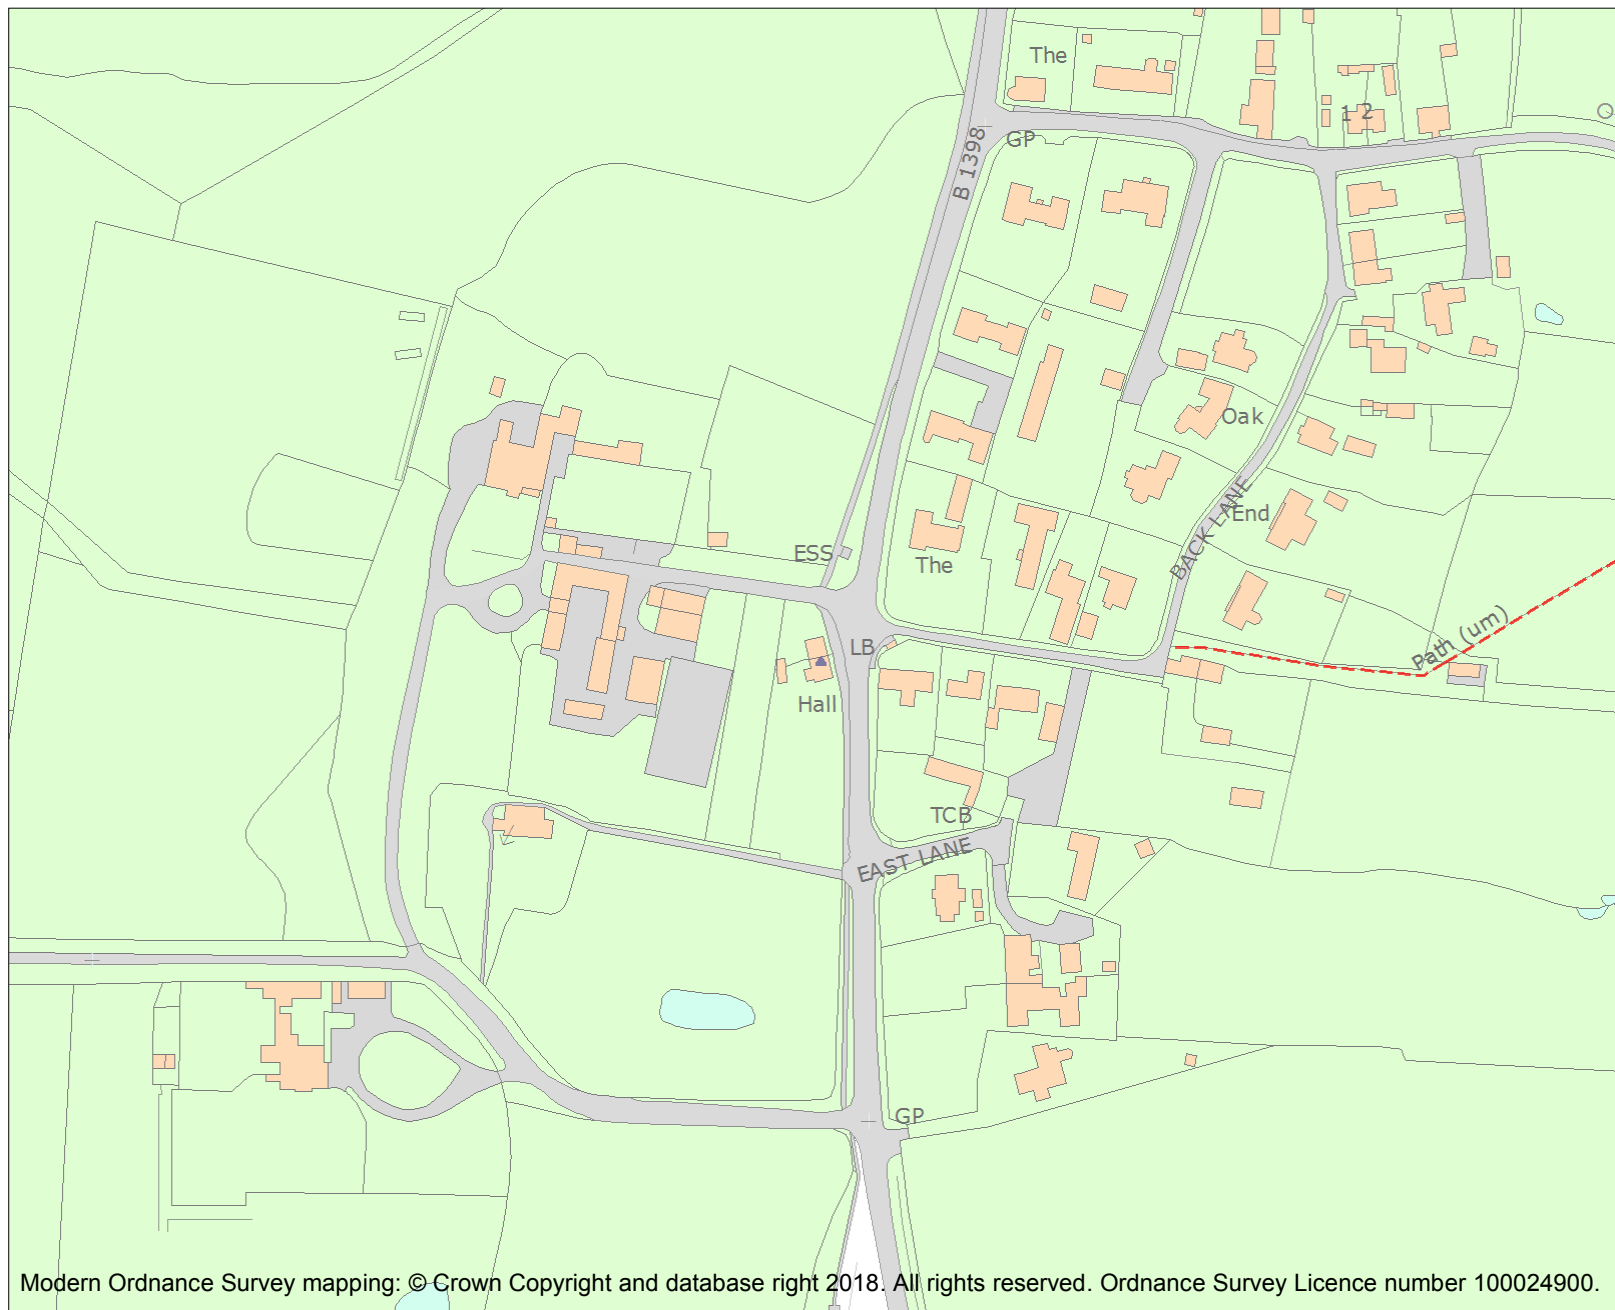 The
1 2
GP
B 1398
Oak
End
BACK LANE
ESS
The
LB
Path (um)
Hall
TCB
EAST LANE
GP
Modern Ordnance Survey mapping: © Crown Copyright and database right 2018. All rights reserved. Ordnance Survey Licence number 100024900.